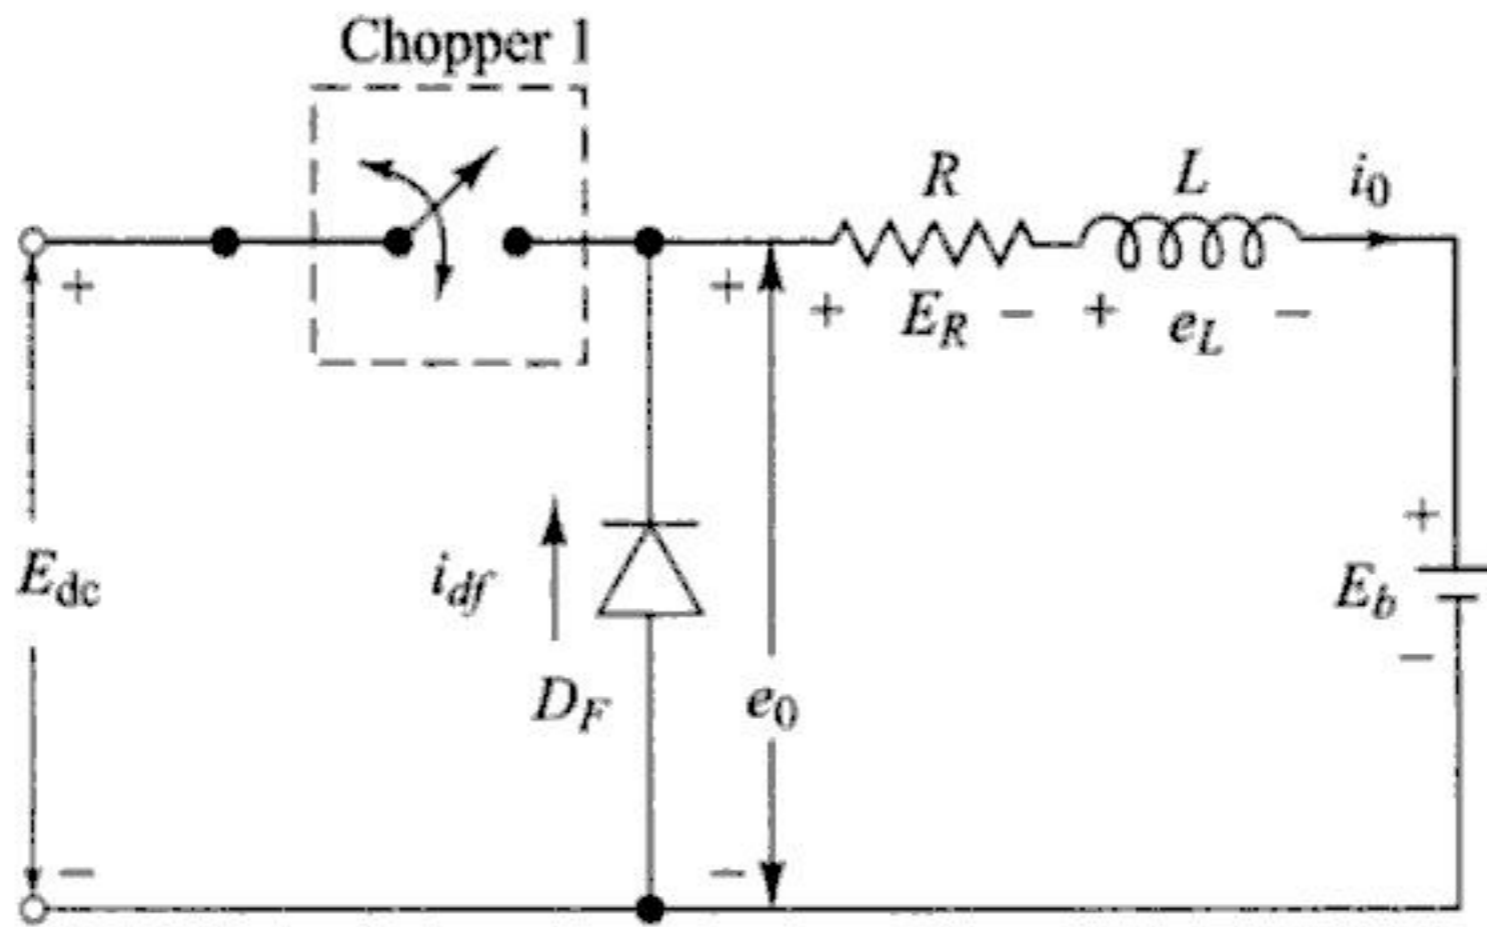 Chopper 1
R L i0
+ + + ER − + eL −
Edc idf +
Eb
DF e0 −
− −